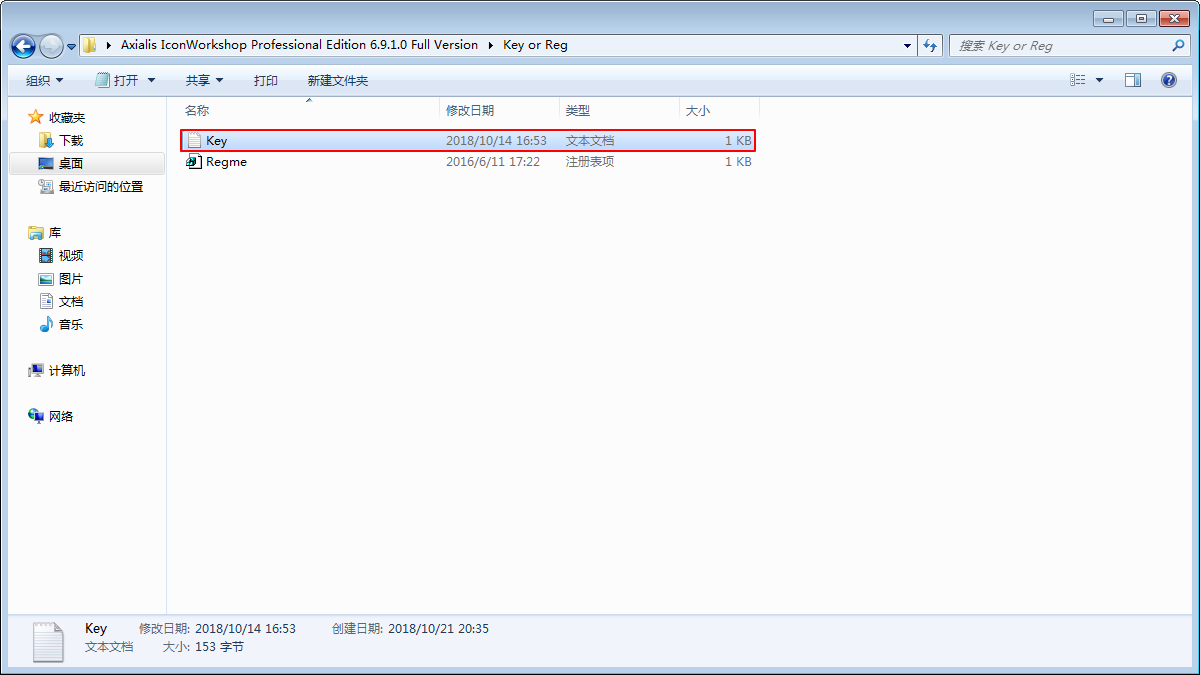 Axialis IconWorkshop Professional Edition 6.9.1.0 Full Version Key or Reg 搜索 Key or Reg
组织 打开 共享 打印 新建文件夹
名称 修改日期 类型 大小
Key 2018/10/14 16:53 文本文档 1 KB
Regme 2016/6/11 17:22 注册表项 1 KB
收藏夹
下载
桌面
最近访问的位置
库
视频
图片
文档
音乐
计算机
网络
Key 修改日期: 2018/10/14 16:53 创建日期: 2018/10/21 20:35
文本文档 大小: 153 字节